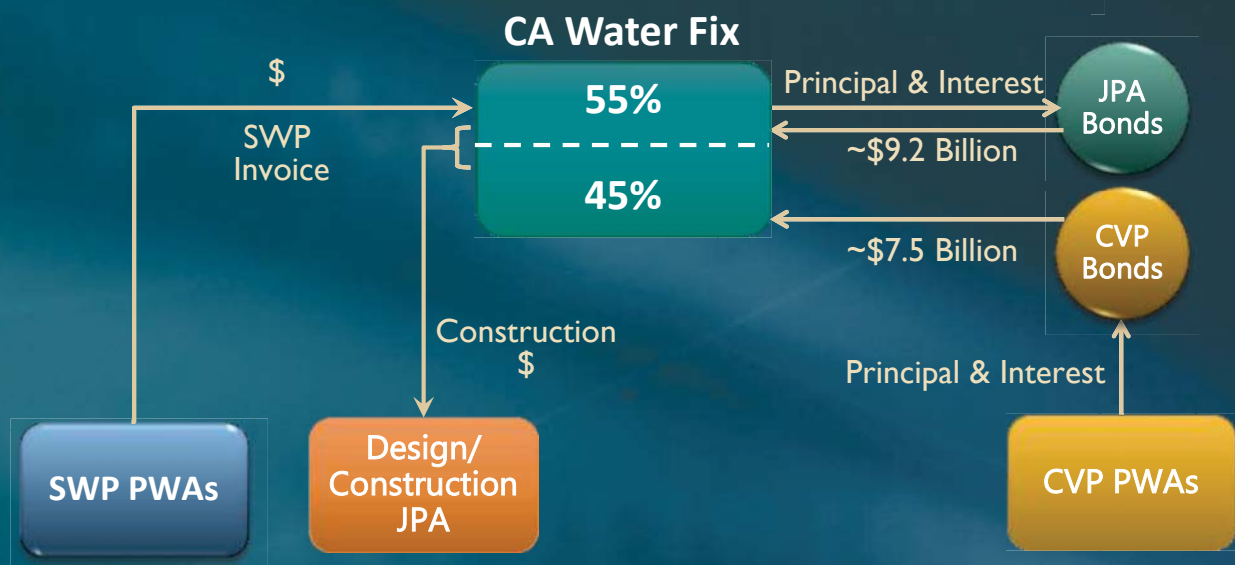 CA Water Fix
$
SWP
Invoice
55%
45%
Principal & Interest
~$9.2 Billion
JPA
Bonds
~$7.5 Billion
CVP
Bonds
Construction
$
Principal & Interest
SWP PWAs
Design/
Construction
JPA
CVP PWAs